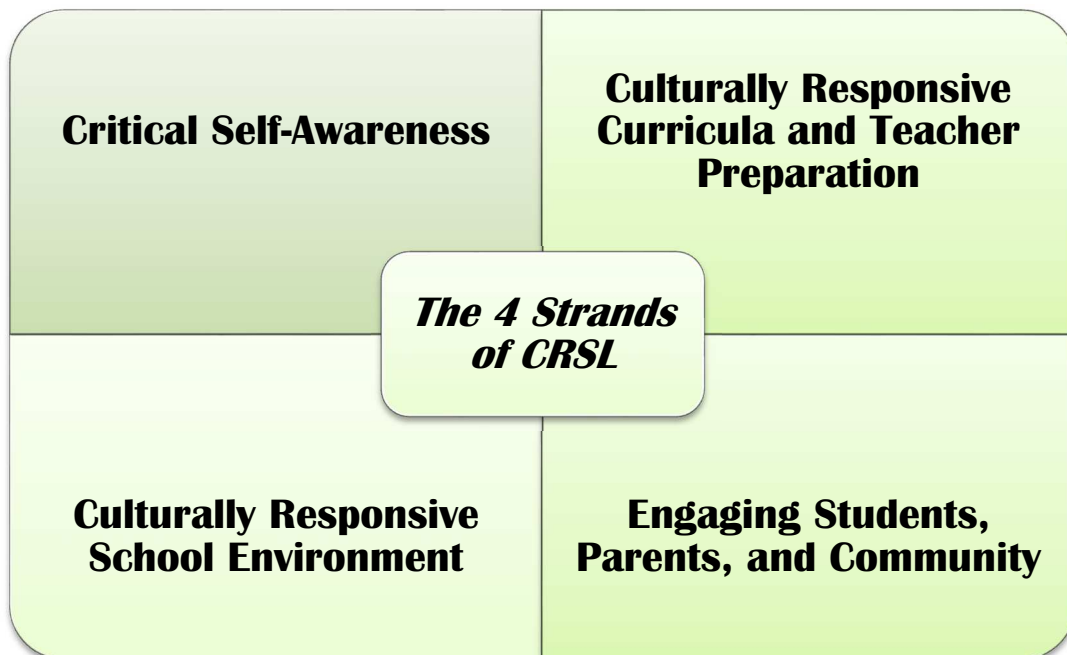 Critical Self-Awareness
Culturally Responsive
Curricula and Teacher
Preparation
The 4 Strands
of CRSL
Culturally Responsive
School Environment
Engaging Students,
Parents, and Community